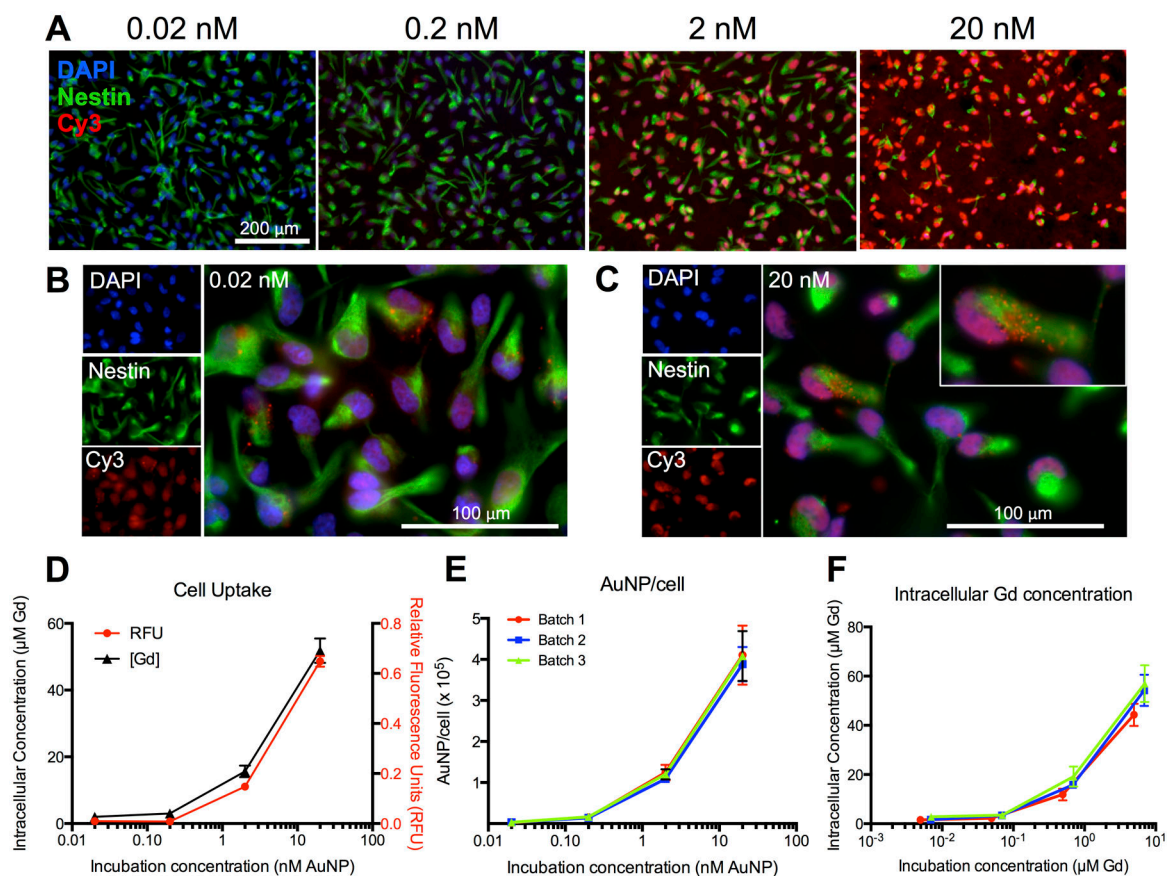 A
0.02 nM
0.2 nM
2 nM
20 nM
DAPI
Nestin
Cy3
200 µm
B
DAPI
Nestin
Cy3
0.02 nM
100 µm
C
DAPI
Nestin
Cy3
20 nM
100 µm
D
Cell Uptake
Intracellular Concentration (µM Gd)
60
40
20
0
RFU
[Gd]
0.8
0.6
0.4
0.2
0.0
Relative Fluorescence
Units (RFU)
0.01 0.1 1 10 100
Incubation concentration (nM AuNP)
E
AuNP/cell
AuNP/cell (x 10⁵)
5
4
3
2
1
Batch 1
Batch 2
Batch 3
0.01 0.1 1 10 100
Incubation concentration (nM AuNP)
F
Intracellular Gd concentration
Intracellular Concentration (µM Gd)
80
60
40
20
0
10⁻³ 10⁻² 10⁻¹ 10⁰ 10¹
Incubation concentration (µM Gd)